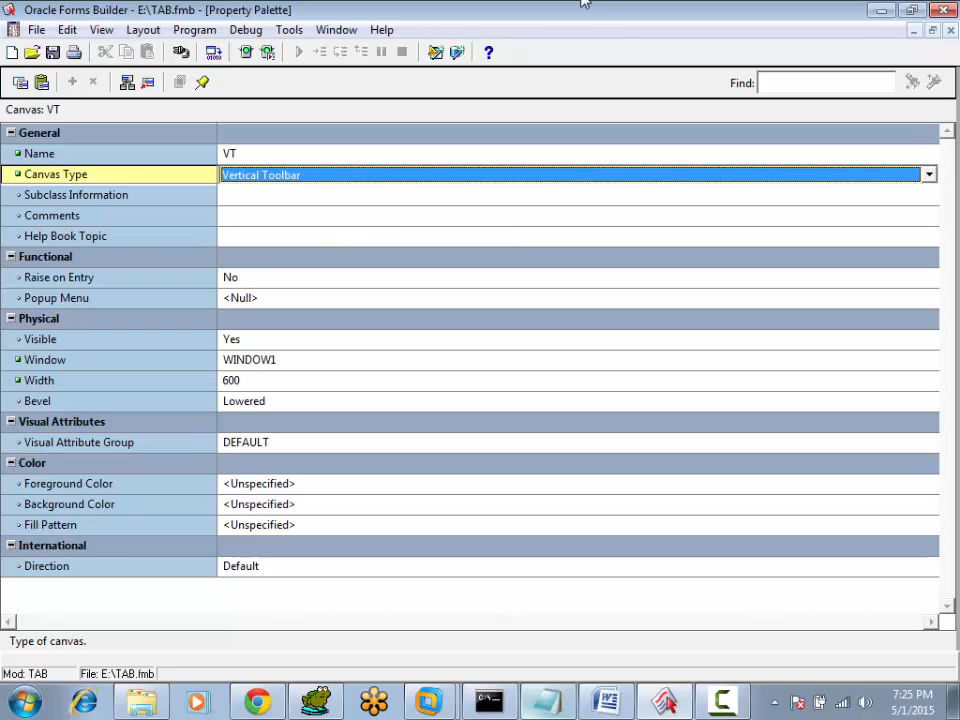 Oracle Forms Builder - E:\TAB.fmb - [Property Palette]
File Edit View Layout Program Debug Tools Window Help
Find:
Canvas: VT
General
Name VT
Canvas Type Vertical Toolbar
Subclass Information
Comments
Help Book Topic
Functional
Raise on Entry No
Popup Menu <Null>
Physical
Visible Yes
Window WINDOW1
Width 600
Bevel Lowered
Visual Attributes
Visual Attribute Group DEFAULT
Color
Foreground Color <Unspecified>
Background Color <Unspecified>
Fill Pattern <Unspecified>
International
Direction Default
Type of canvas.
Mod: TAB File: E:\TAB.fmb
7:25 PM
5/1/2015